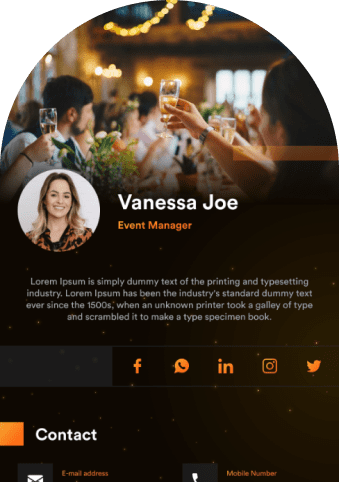 Vanessa Joe
Event Manager
Lorem Ipsum is simply dummy text of the printing and typesetting
industry. Lorem Ipsum has been the industry's standard dummy text
ever since the 1500s, when an unknown printer took a galley of type
and scrambled it to make a type specimen book.
Contact
E-mail address
Mobile Number